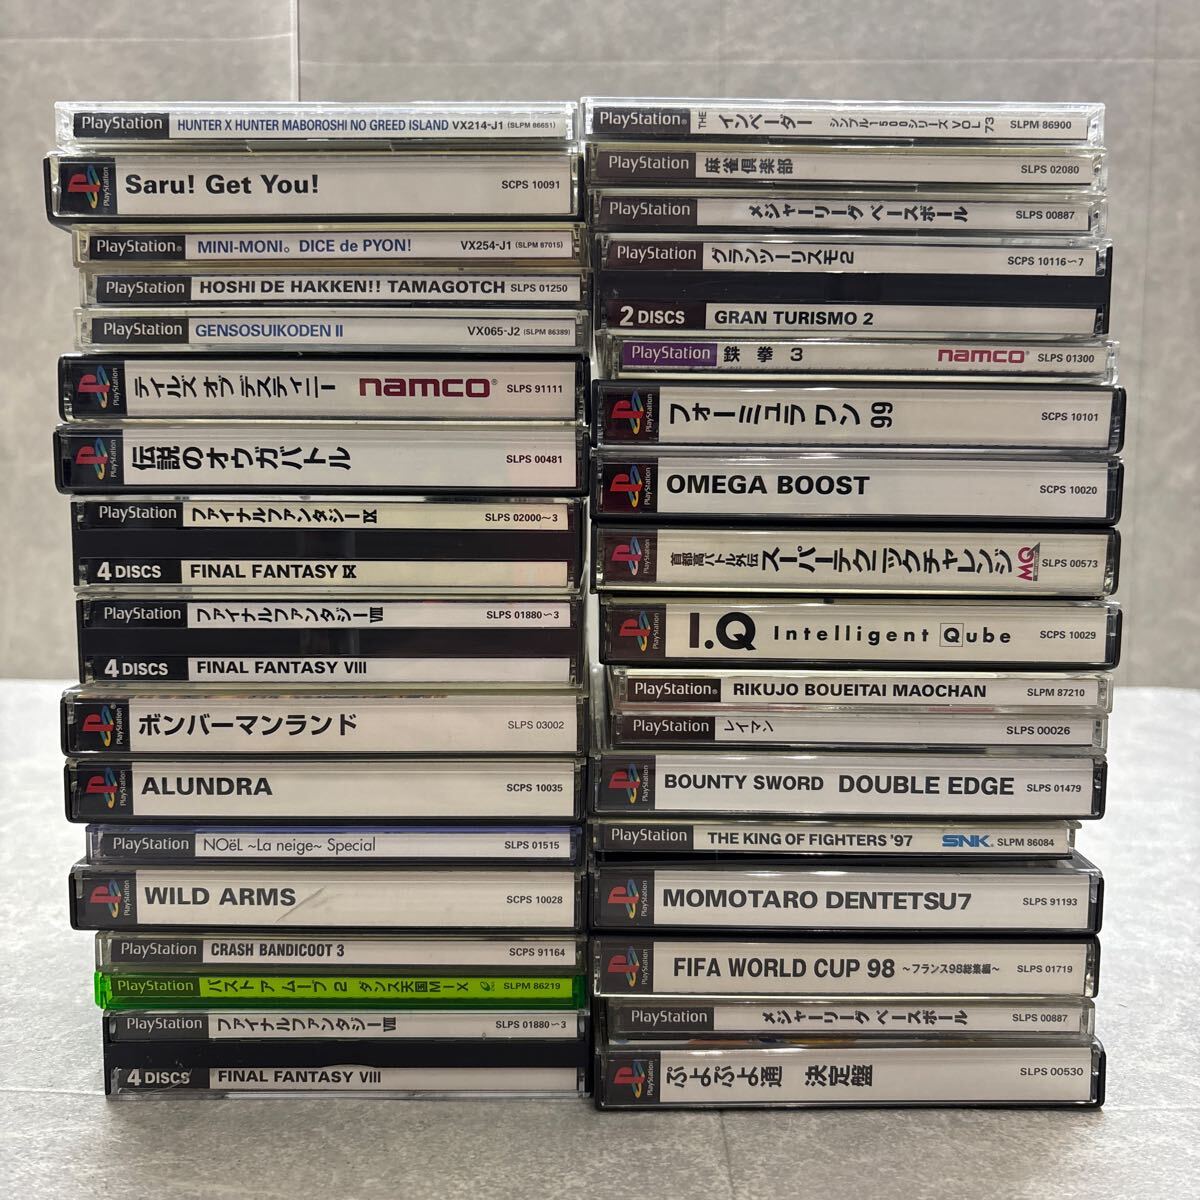 PlayStation HUNTER X HUNTER MABOROSHI NO GREED ISLAND VX214-J1 (SLPM 86651)
PlayStation Saru! Get You! SCPS 10091
PlayStation MINI-MONI。 DICE de PYON! VX254-J1 (SLPM 87015)
PlayStation HOSHI DE HAKKEN!! TAMAGOTCH SLPS 01250
PlayStation GENSOSUIKODEN II VX065-J2 (SLPM 86389)
PlayStation テイルズ オブ デスティニー namco SLPS 91111
PlayStation 伝説のオウガバトル SLPS 00481
PlayStation ファイナルファンタジーIX SLPS 02000~3
4 DISCS FINAL FANTASY IX
PlayStation ファイナルファンタジーVIII SLPS 01880~3
4 DISCS FINAL FANTASY VIII
PlayStation ボンバーマンランド SLPS 03002
PlayStation ALUNDRA SCPS 10035
PlayStation NOëL ~La neige~ Special SLPS 01515
PlayStation WILD ARMS SCPS 10028
PlayStation CRASH BANDICOOT 3 SCPS 91164
PlayStation バスト ア ムーブ 2 ダンス天国MIX SLPM 86219
PlayStation ファイナルファンタジーVIII SLPS 01880~3
4 DISCS FINAL FANTASY VIII
PlayStation THE インベーダー シンプル1500シリーズ VOL.73 SLPM 86900
PlayStation 麻雀倶楽部 SLPS 02080
PlayStation メジャーリーグ ベースボール SLPS 00887
PlayStation グランツーリスモ2 SCPS 10116~7
2 DISCS GRAN TURISMO 2
PlayStation 鉄拳3 namco SLPS 01300
PlayStation フォーミュラ ワン 99 SCPS 10101
PlayStation OMEGA BOOST SCPS 10020
PlayStation 首都高バトル外伝 スーパーテクニックチャレンジ MQ SLPS 00573
PlayStation I.Q Intelligent Qube SCPS 10029
PlayStation RIKUJO BOUEITAI MAOCHAN SLPM 87210
PlayStation レイマン SLPS 00026
PlayStation BOUNTY SWORD DOUBLE EDGE SLPS 01479
PlayStation THE KING OF FIGHTERS '97 SNK SLPM 86084
PlayStation MOMOTARO DENTETSU7 SLPS 91193
PlayStation FIFA WORLD CUP 98 ~フランス98総集編~ SLPS 01719
PlayStation メジャーリーグ ベースボール SLPS 00887
PlayStation ぷよぷよ通 決定盤 SLPS 00530